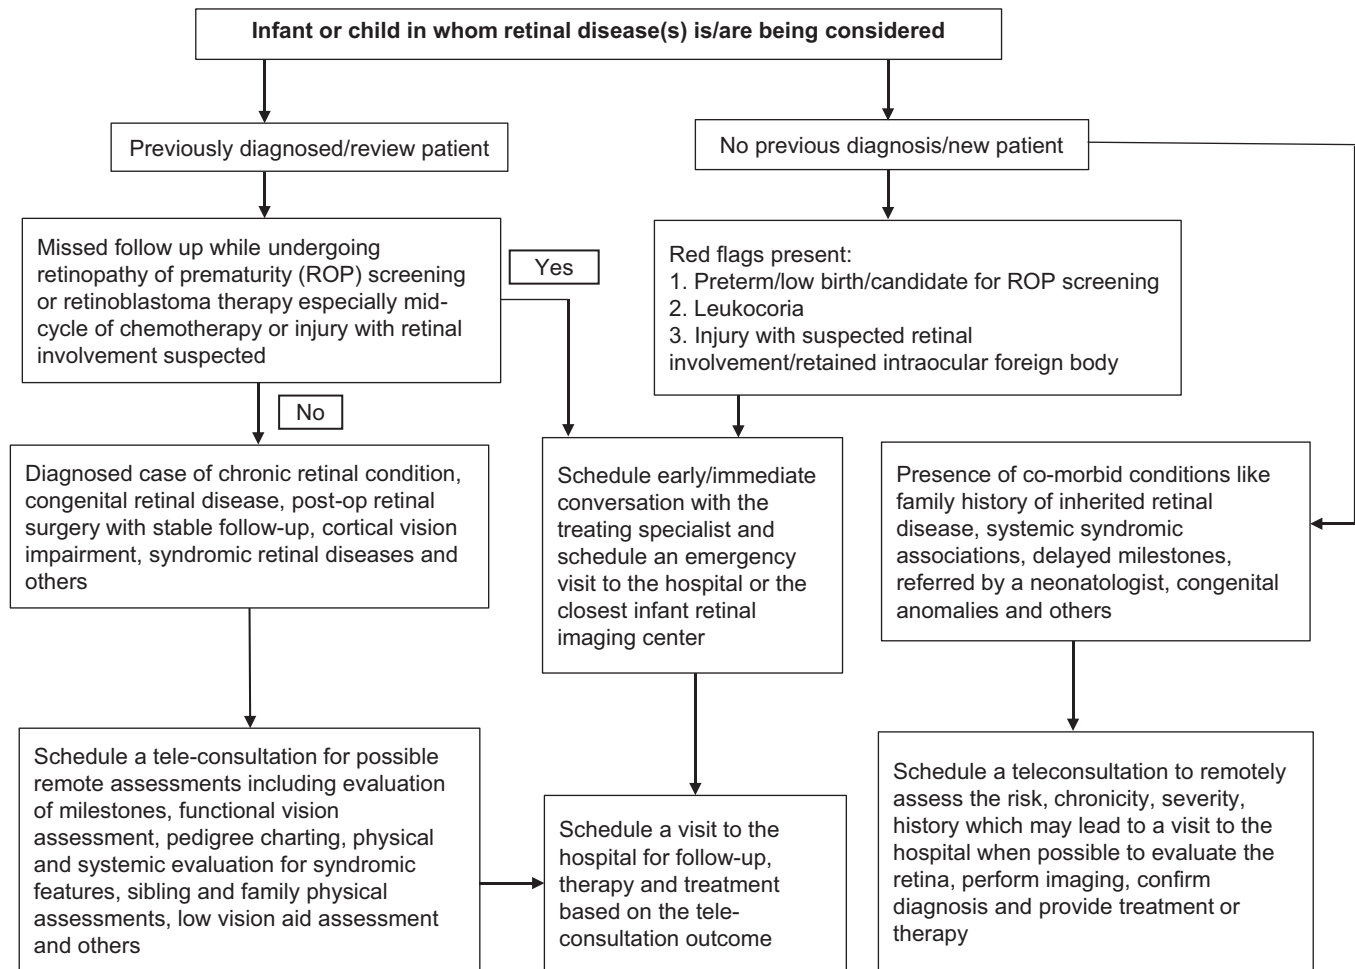 Infant or child in whom retinal disease(s) is/are being considered
Previously diagnosed/review patient
No previous diagnosis/new patient
Missed follow up while undergoing
retinopathy of prematurity (ROP) screening
or retinoblastoma therapy especially mid-
cycle of chemotherapy or injury with retinal
involvement suspected
Yes
Red flags present:
1. Preterm/low birth/candidate for ROP screening
2. Leukocoria
3. Injury with suspected retinal
involvement/retained intraocular foreign body
No
Diagnosed case of chronic retinal condition,
congenital retinal disease, post-op retinal
surgery with stable follow-up, cortical vision
impairment, syndromic retinal diseases and
others
Schedule early/immediate
conversation with the
treating specialist and
schedule an emergency
visit to the hospital or the
closest infant retinal
imaging center
Presence of co-morbid conditions like
family history of inherited retinal
disease, systemic syndromic
associations, delayed milestones,
referred by a neonatologist, congenital
anomalies and others
Schedule a tele-consultation for possible
remote assessments including evaluation
of milestones, functional vision
assessment, pedigree charting, physical
and systemic evaluation for syndromic
features, sibling and family physical
assessments, low vision aid assessment
and others
Schedule a visit to the
hospital for follow-up,
therapy and treatment
based on the tele-
consultation outcome
Schedule a teleconsultation to remotely
assess the risk, chronicity, severity,
history which may lead to a visit to the
hospital when possible to evaluate the
retina, perform imaging, confirm
diagnosis and provide treatment or
therapy